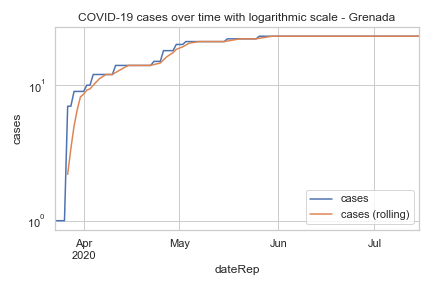 COVID-19 cases over time with logarithmic scale - Grenada
cases
10¹
10⁰
cases
cases (rolling)
Apr
2020
May
Jun
Jul
dateRep